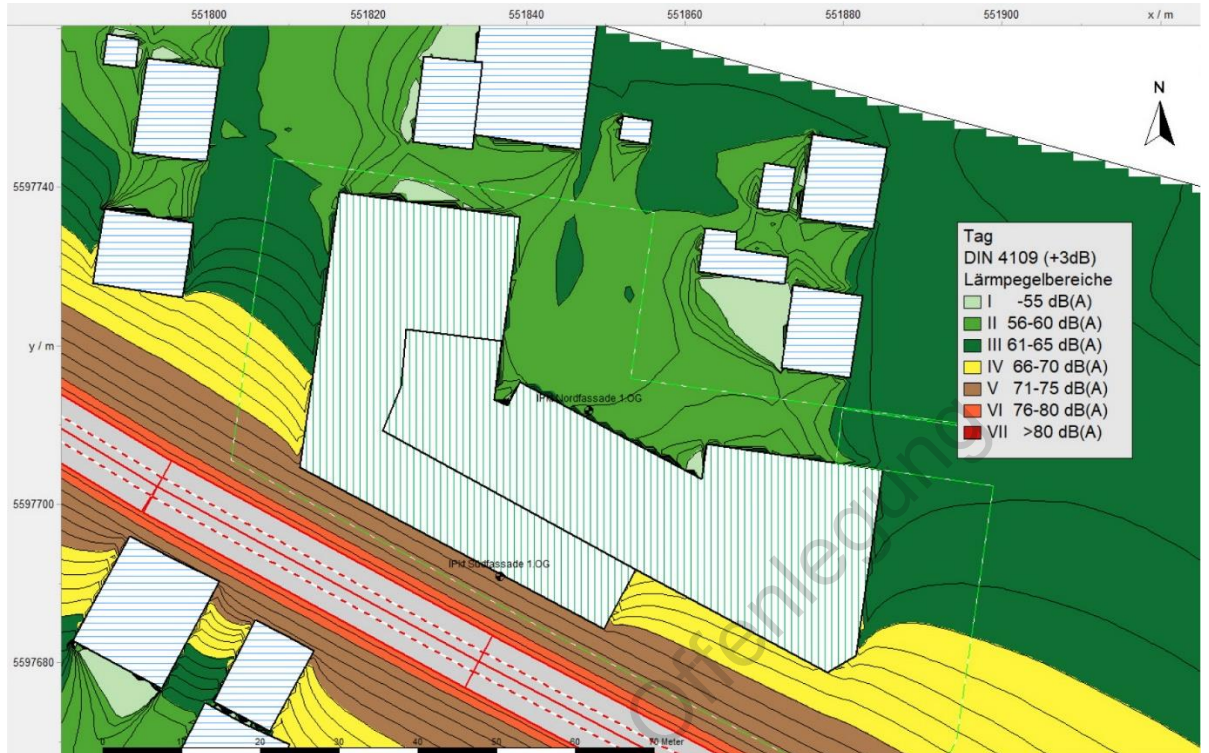 551800 551820 551840 551860 551880 551900 x / m
N
5597740
Tag
DIN 4109 (+3dB)
Lärmpegelbereiche
I -55 dB(A)
II 56-60 dB(A)
III 61-65 dB(A)
IV 66-70 dB(A)
V 71-75 dB(A)
VI 76-80 dB(A)
VII >80 dB(A)
y / m
IPkt Nordfassade 1.OG
5597700
IPkt Südfassade 1.OG
5597680
Offenlegung
0 10 20 30 40 50 60 70 Meter